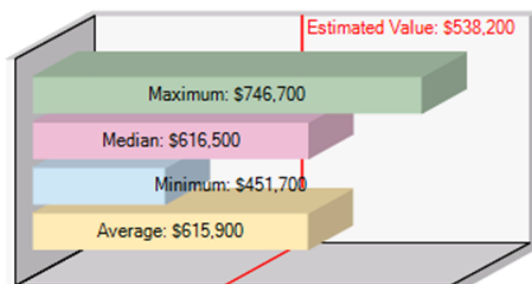 Estimated Value: $538,200
Maximum: $746,700
Median: $616,500
Minimum: $451,700
Average: $615,900